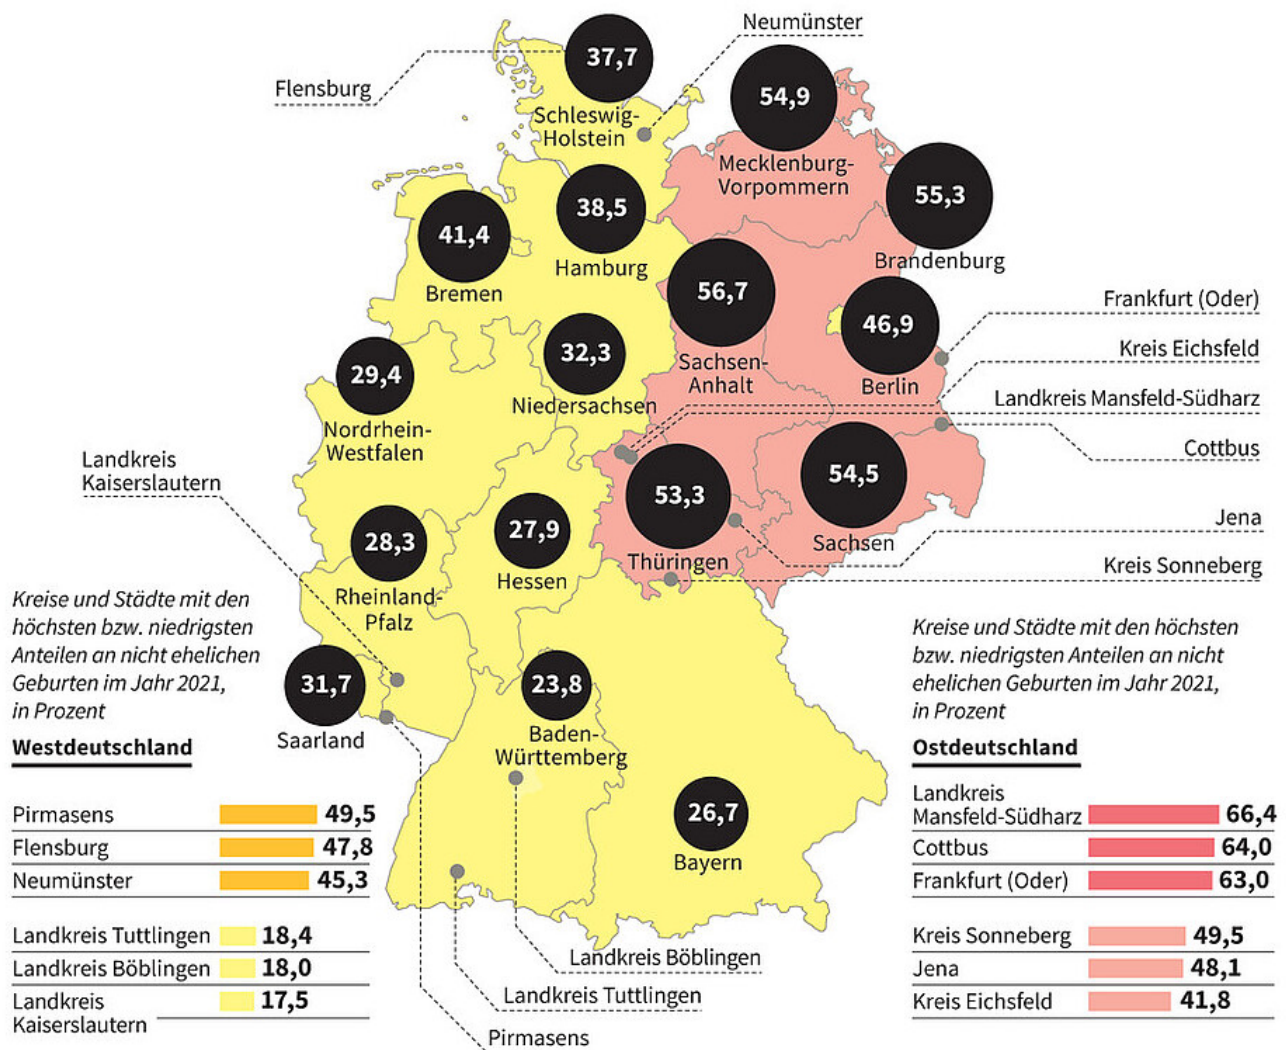 Neumünster
37,7
Flensburg
54,9
Schleswig-
Holstein
Mecklenburg-
Vorpommern
55,3
38,5
41,4
Brandenburg
Hamburg
Bremen
56,7
Frankfurt (Oder)
46,9
32,3
Kreis Eichsfeld
Sachsen-
Anhalt
29,4
Berlin
Niedersachsen
Landkreis Mansfeld-Südharz
Nordrhein-
Westfalen
Cottbus
Landkreis
Kaiserslautern
54,5
53,3
Jena
27,9
28,3
Sachsen
Thüringen
Kreis Sonneberg
Hessen
Rheinland-
Pfalz
Kreise und Städte mit den
höchsten bzw. niedrigsten
Anteilen an nicht ehelichen
Geburten im Jahr 2021,
in Prozent
31,7
23,8
Saarland
Baden-
Württemberg
Westdeutschland
Pirmasens 49,5
Flensburg 47,8
Neumünster 45,3
Landkreis Tuttlingen 18,4
Landkreis Böblingen 18,0
Landkreis
Kaiserslautern 17,5
26,7
Bayern
Landkreis Böblingen
Landkreis Tuttlingen
Pirmasens
Kreise und Städte mit den höchsten
bzw. niedrigsten Anteilen an nicht
ehelichen Geburten im Jahr 2021,
in Prozent
Ostdeutschland
Landkreis
Mansfeld-Südharz 66,4
Cottbus 64,0
Frankfurt (Oder) 63,0
Kreis Sonneberg 49,5
Jena 48,1
Kreis Eichsfeld 41,8